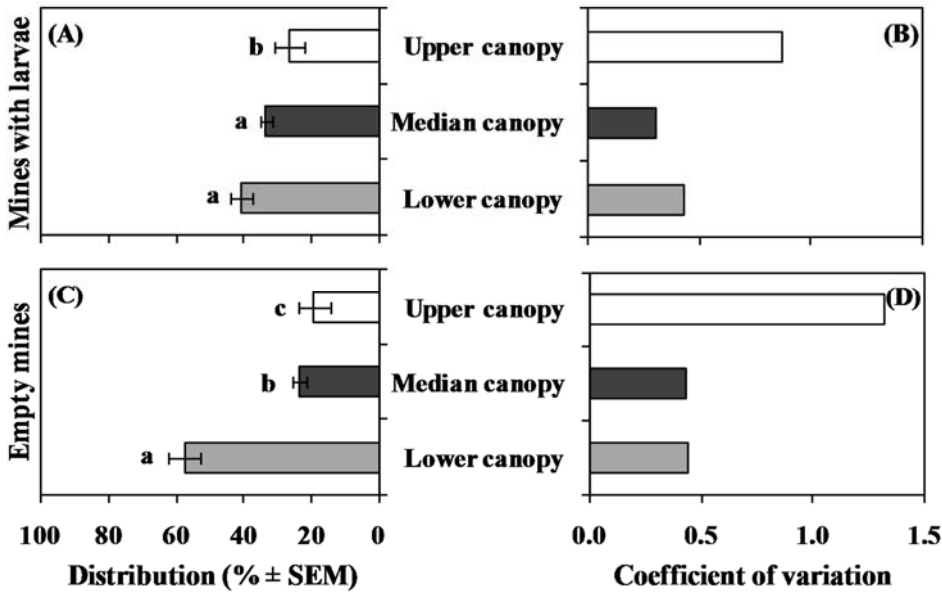 (A)
b
Upper canopy
(B)
a
Median canopy
a
Lower canopy
Mines with larvae
(C)
c
Upper canopy
(D)
b
Median canopy
a
Lower canopy
Empty mines
100 80 60 40 20 0
0.0 0.5 1.0 1.5
Distribution (% ± SEM)
Coefficient of variation